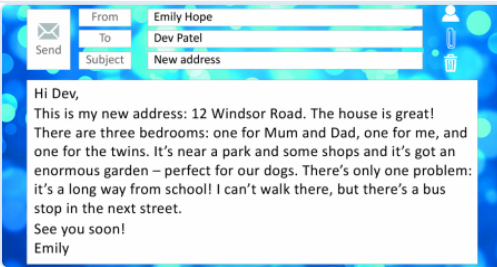 From Emily Hope
Send To Dev Patel
Subject New address
Hi Dev,
This is my new address: 12 Windsor Road. The house is great!
There are three bedrooms: one for Mum and Dad, one for me, and
one for the twins. It’s near a park and some shops and it’s got an
enormous garden – perfect for our dogs. There’s only one problem:
it’s a long way from school! I can’t walk there, but there’s a bus
stop in the next street.
See you soon!
Emily